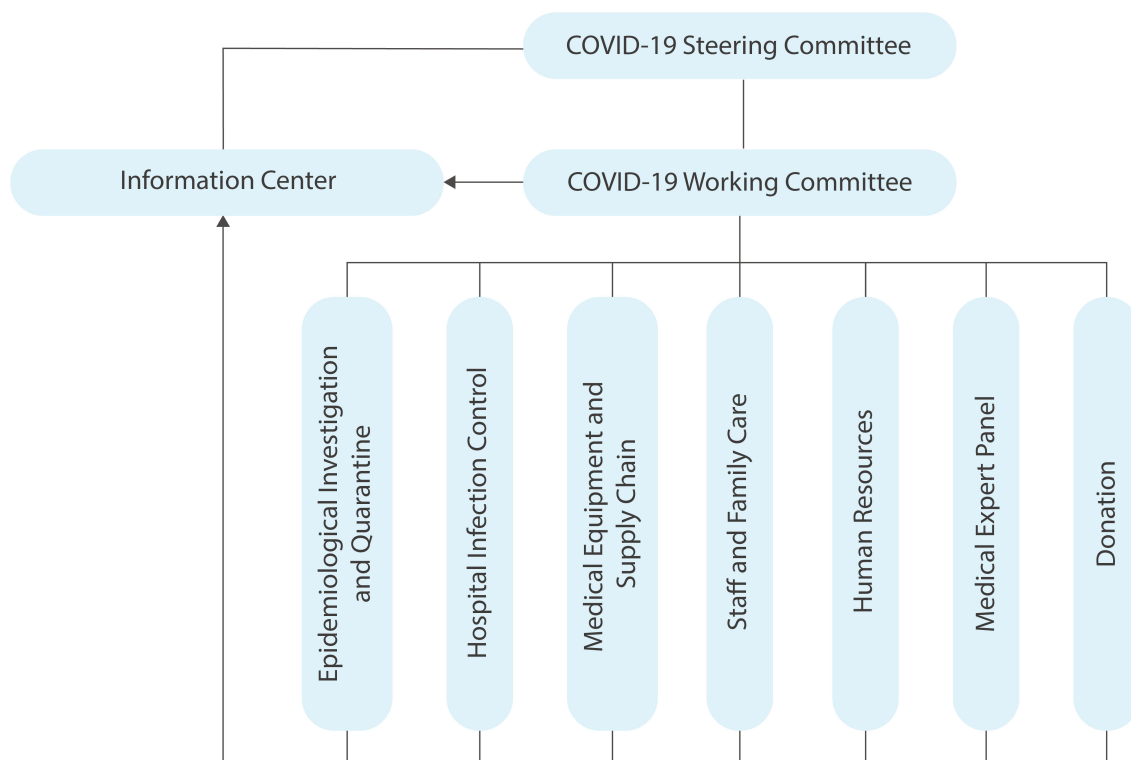 COVID-19 Steering Committee
Information Center
COVID-19 Working Committee
Epidemiological Investigation
and Quarantine
Hospital Infection Control
Medical Equipment and
Supply Chain
Staff and Family Care
Human Resources
Medical Expert Panel
Donation